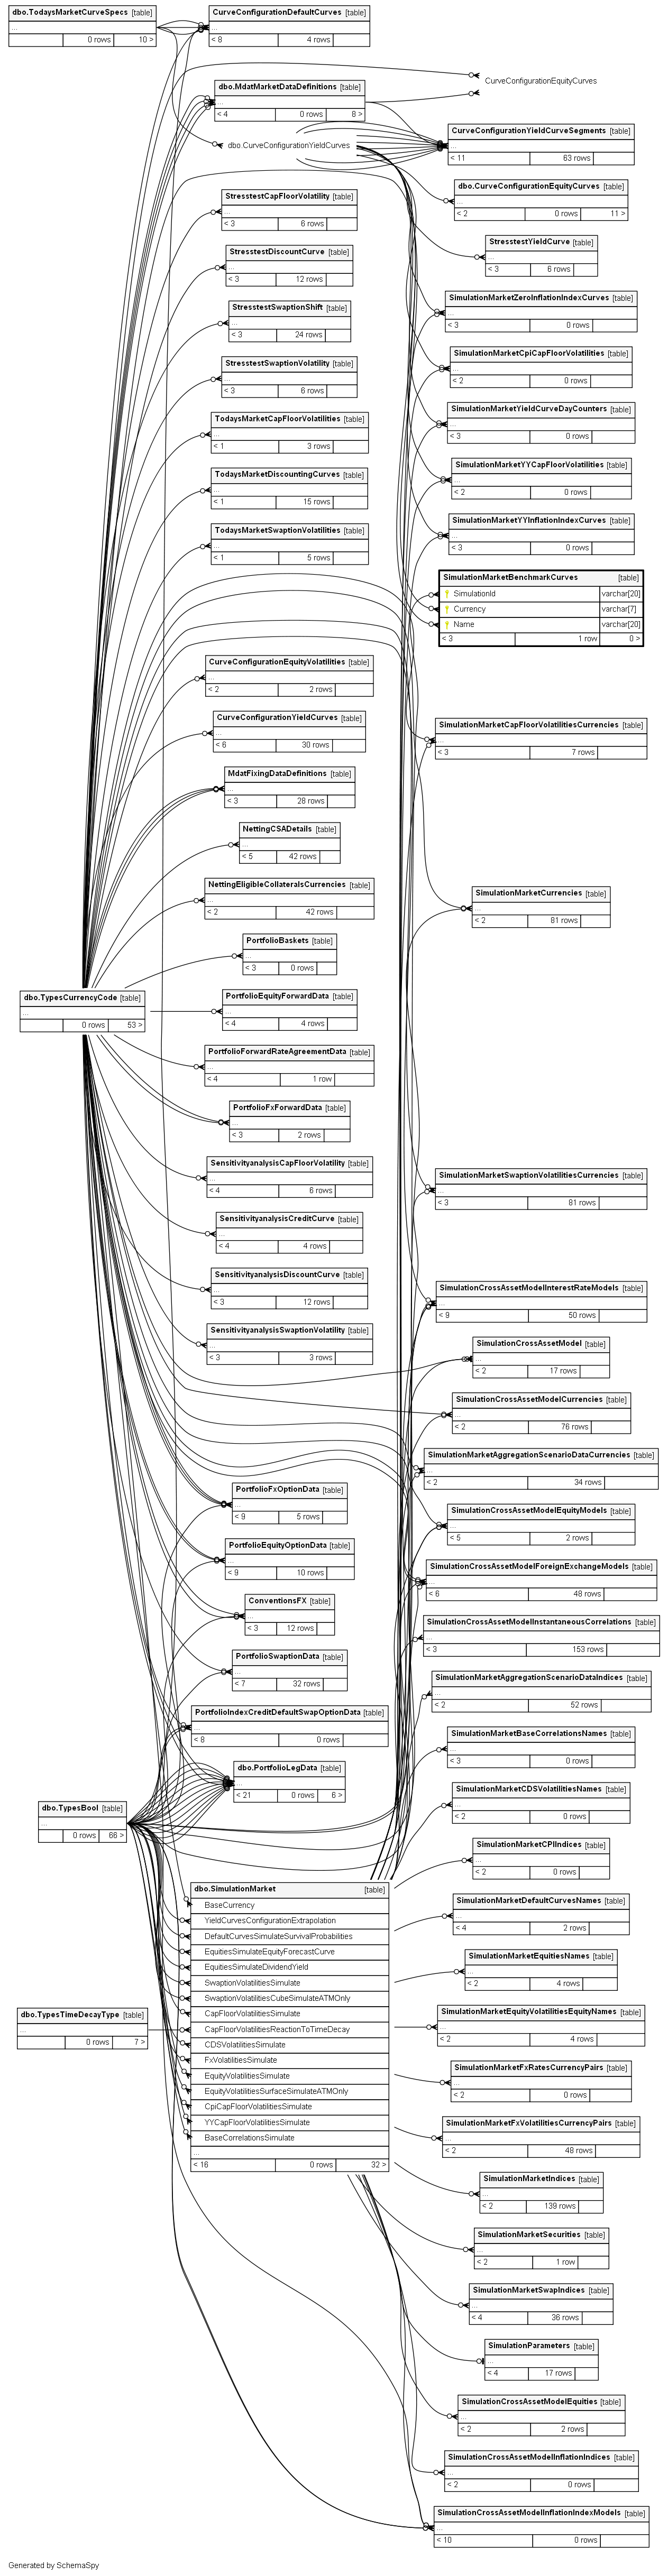 dbo.TodaysMarketCurveSpecs [table]
...
0 rows 10 >
CurveConfigurationDefaultCurves [table]
...
< 8 4 rows
CurveConfigurationEquityCurves
dbo.MdatMarketDataDefinitions [table]
...
< 4 0 rows 8 >
dbo.CurveConfigurationYieldCurves
CurveConfigurationYieldCurveSegments [table]
...
< 11 63 rows
dbo.CurveConfigurationEquityCurves [table]
...
< 2 0 rows 11 >
StresstestCapFloorVolatility [table]
...
< 3 6 rows
StresstestYieldCurve [table]
...
< 3 6 rows
StresstestDiscountCurve [table]
...
< 3 12 rows
SimulationMarketZeroInflationIndexCurves [table]
...
< 3 0 rows
StresstestSwaptionShift [table]
...
< 3 24 rows
SimulationMarketCpiCapFloorVolatilities [table]
...
< 2 0 rows
StresstestSwaptionVolatility [table]
...
< 3 6 rows
SimulationMarketYieldCurveDayCounters [table]
...
< 3 0 rows
TodaysMarketCapFloorVolatilities [table]
...
< 1 3 rows
SimulationMarketYYCapFloorVolatilities [table]
...
< 2 0 rows
TodaysMarketDiscountingCurves [table]
...
< 1 15 rows
SimulationMarketYYInflationIndexCurves [table]
...
< 3 0 rows
TodaysMarketSwaptionVolatilities [table]
...
< 1 5 rows
SimulationMarketBenchmarkCurves [table]
SimulationId varchar[20]
Currency varchar[7]
Name varchar[20]
< 3 1 row 0 >
CurveConfigurationEquityVolatilities [table]
...
< 2 2 rows
CurveConfigurationYieldCurves [table]
...
< 6 30 rows
SimulationMarketCapFloorVolatilitiesCurrencies [table]
...
< 3 7 rows
MdatFixingDataDefinitions [table]
...
< 3 28 rows
NettingCSADetails [table]
...
< 5 42 rows
NettingEligibleCollateralsCurrencies [table]
...
< 2 42 rows
SimulationMarketCurrencies [table]
...
< 2 81 rows
PortfolioBaskets [table]
...
< 3 0 rows
dbo.TypesCurrencyCode [table]
...
0 rows 53 >
PortfolioEquityForwardData [table]
...
< 4 4 rows
PortfolioForwardRateAgreementData [table]
...
< 4 1 row
PortfolioFxForwardData [table]
...
< 3 2 rows
SensitivityanalysisCapFloorVolatility [table]
...
< 4 6 rows
SimulationMarketSwaptionVolatilitiesCurrencies [table]
...
< 3 81 rows
SensitivityanalysisCreditCurve [table]
...
< 4 4 rows
SensitivityanalysisDiscountCurve [table]
...
< 3 12 rows
SimulationCrossAssetModelInterestRateModels [table]
...
< 9 50 rows
SensitivityanalysisSwaptionVolatility [table]
...
< 3 3 rows
SimulationCrossAssetModel [table]
...
< 2 17 rows
SimulationCrossAssetModelCurrencies [table]
...
< 2 76 rows
SimulationMarketAggregationScenarioDataCurrencies [table]
...
< 2 34 rows
PortfolioFxOptionData [table]
...
< 9 5 rows
SimulationCrossAssetModelEquityModels [table]
...
< 5 2 rows
PortfolioEquityOptionData [table]
...
< 9 10 rows
SimulationCrossAssetModelForeignExchangeModels [table]
...
< 6 48 rows
ConventionsFX [table]
...
< 3 12 rows
SimulationCrossAssetModelInstantaneousCorrelations [table]
...
< 3 153 rows
PortfolioSwaptionData [table]
...
< 7 32 rows
SimulationMarketAggregationScenarioDataIndices [table]
...
< 2 52 rows
PortfolioIndexCreditDefaultSwapOptionData [table]
...
< 8 0 rows
SimulationMarketBaseCorrelationsNames [table]
...
< 3 0 rows
dbo.PortfolioLegData [table]
...
< 21 0 rows 6 >
SimulationMarketCDSVolatilitiesNames [table]
...
< 2 0 rows
dbo.TypesBool [table]
...
0 rows 66 >
SimulationMarketCPIIndices [table]
...
< 2 0 rows
dbo.SimulationMarket [table]
BaseCurrency
YieldCurvesConfigurationExtrapolation
DefaultCurvesSimulateSurvivalProbabilities
EquitiesSimulateEquityForecastCurve
EquitiesSimulateDividendYield
SwaptionVolatilitiesSimulate
SwaptionVolatilitiesCubeSimulateATMOnly
CapFloorVolatilitiesSimulate
CapFloorVolatilitiesReactionToTimeDecay
CDSVolatilitiesSimulate
FxVolatilitiesSimulate
EquityVolatilitiesSimulate
EquityVolatilitiesSurfaceSimulateATMOnly
CpiCapFloorVolatilitiesSimulate
YYCapFloorVolatilitiesSimulate
BaseCorrelationsSimulate
...
< 16 0 rows 32 >
SimulationMarketDefaultCurvesNames [table]
...
< 4 2 rows
SimulationMarketEquitiesNames [table]
...
< 2 4 rows
dbo.TypesTimeDecayType [table]
...
0 rows 7 >
SimulationMarketEquityVolatilitiesEquityNames [table]
...
< 2 4 rows
SimulationMarketFxRatesCurrencyPairs [table]
...
< 2 0 rows
SimulationMarketFxVolatilitiesCurrencyPairs [table]
...
< 2 48 rows
SimulationMarketIndices [table]
...
< 2 139 rows
SimulationMarketSecurities [table]
...
< 2 1 row
SimulationMarketSwapIndices [table]
...
< 4 36 rows
SimulationParameters [table]
...
< 4 17 rows
SimulationCrossAssetModelEquities [table]
...
< 2 2 rows
SimulationCrossAssetModelInflationIndices [table]
...
< 2 0 rows
SimulationCrossAssetModelInflationIndexModels [table]
...
< 10 0 rows
Generated by SchemaSpy